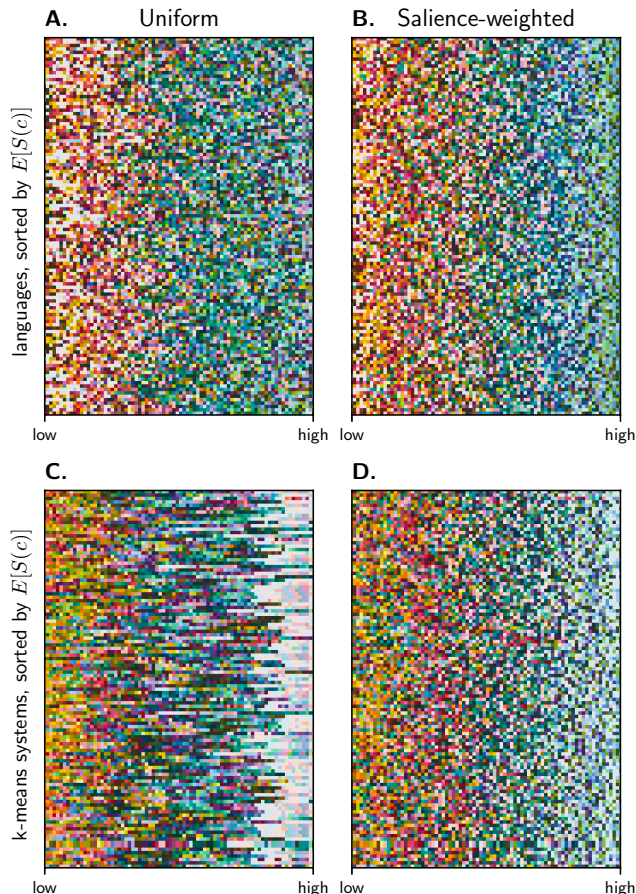 A.
Uniform
B.
Salience-weighted
languages, sorted by E[S(c)]
low
high
low
high
C.
D.
k-means systems, sorted by E[S(c)]
low
high
low
high